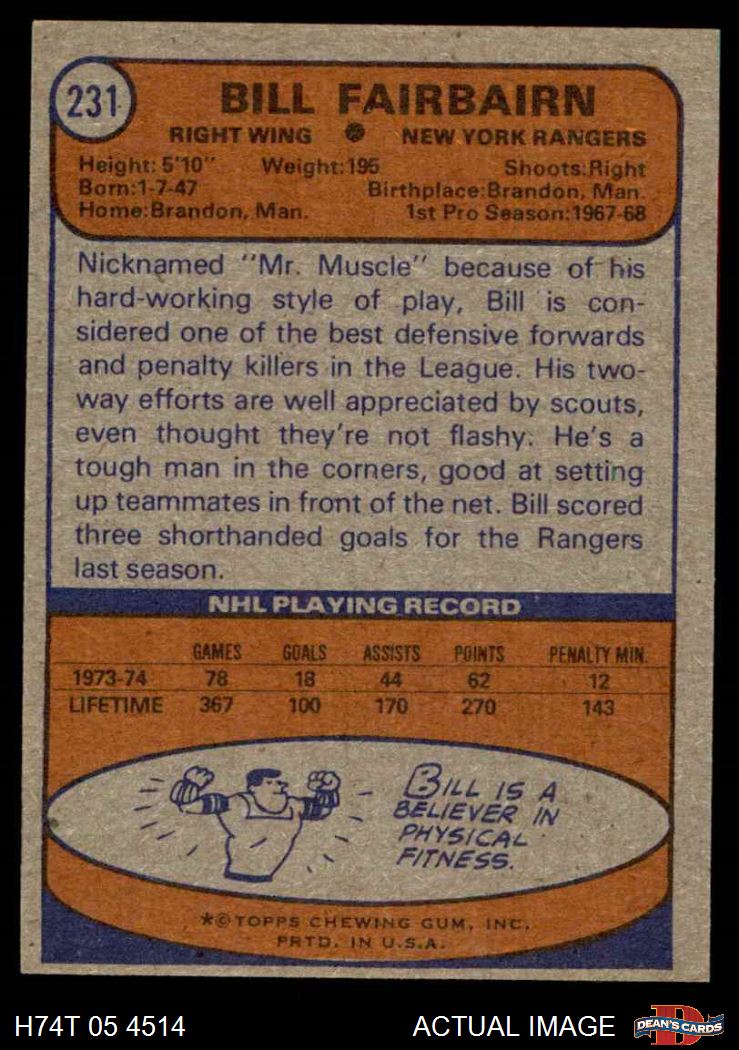 231
BILL FAIRBAIRN
RIGHT WING NEW YORK RANGERS
Height: 5'10" Weight:195 Shoots:Right
Born:1-7-47 Birthplace:Brandon, Man.
Home:Brandon, Man. 1st Pro Season:1967-68
Nicknamed "Mr. Muscle" because of his
hard-working style of play, Bill is con-
sidered one of the best defensive forwards
and penalty killers in the League. His two-
way efforts are well appreciated by scouts,
even thought they're not flashy. He's a
tough man in the corners, good at setting
up teammates in front of the net. Bill scored
three shorthanded goals for the Rangers
last season.
NHL PLAYING RECORD
GAMES GOALS ASSISTS POINTS PENALTY MIN.
1973-74 78 18 44 62 12
LIFETIME 367 100 170 270 143
BILL IS A
BELIEVER IN
PHYSICAL
FITNESS.
*©TOPPS CHEWING GUM, INC.
PRTD. IN U.S.A.
H74T 05 4514 ACTUAL IMAGE D DEAN'S CARDS